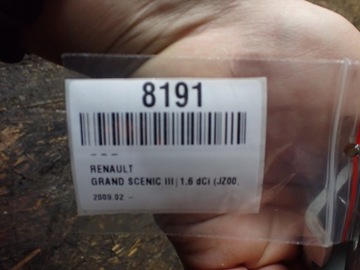 8191
– – –
RENAULT
GRAND SCENIC III | 1.6 dCi (JZ00,
2009.02 –